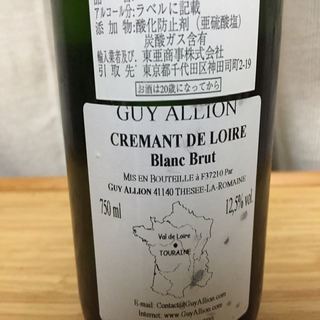 アルコール分：ラベルに記載
添 加 物：酸化防止剤（亜硫酸塩）
炭酸ガス含有
輸入業者及び、東亜商事株式会社
引 取 先：東京都千代田区神田司町2-19
お酒は20歳になってから
GUY ALLION
CREMANT DE LOIRE
Blanc Brut
MIS EN BOUTEILLE à F37210 Par
GUY ALLION 41140 THESEE-LA-ROMAINE
750 ml
12,5% vol.
Val de Loire
TOURAINE
E-mail: Contact@GuyAllion.com
Internet: www.GuyAllion.com